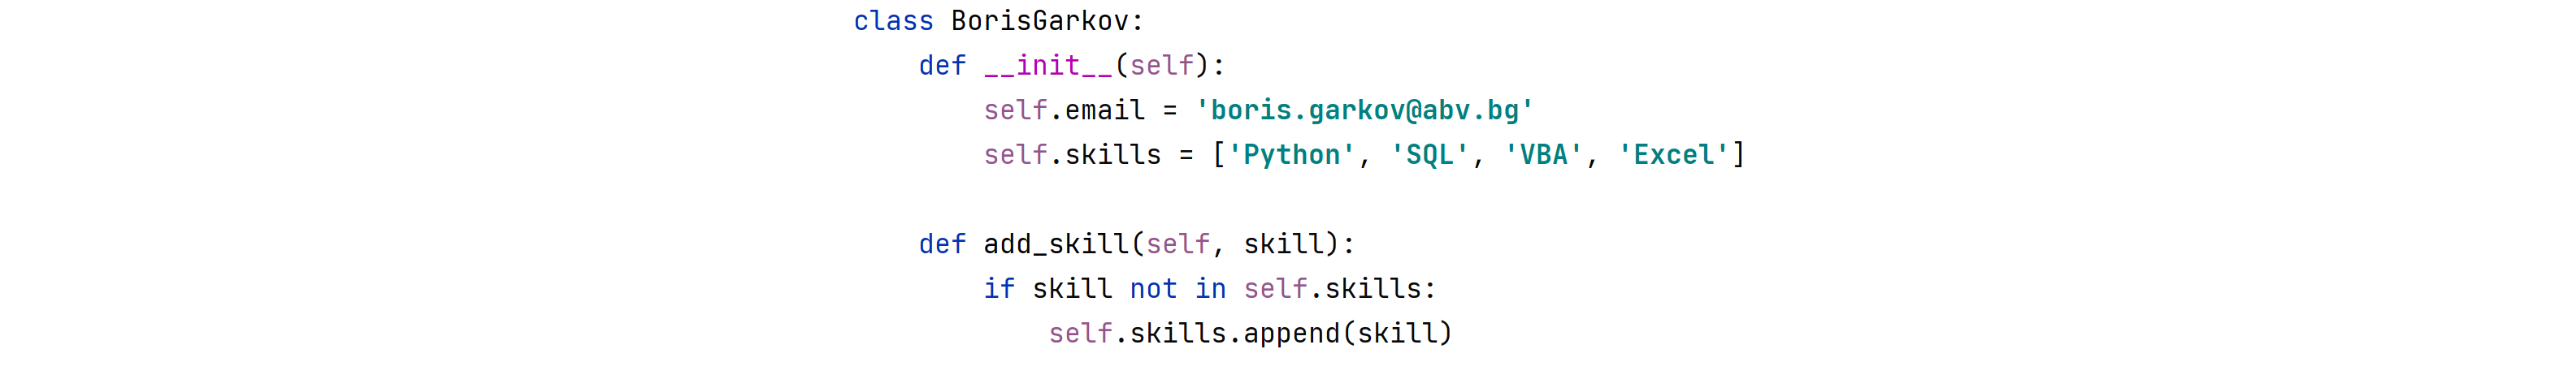 class BorisGarkov:
    def __init__(self):
        self.email = 'boris.garkov@abv.bg'
        self.skills = ['Python', 'SQL', 'VBA', 'Excel']

    def add_skill(self, skill):
        if skill not in self.skills:
            self.skills.append(skill)